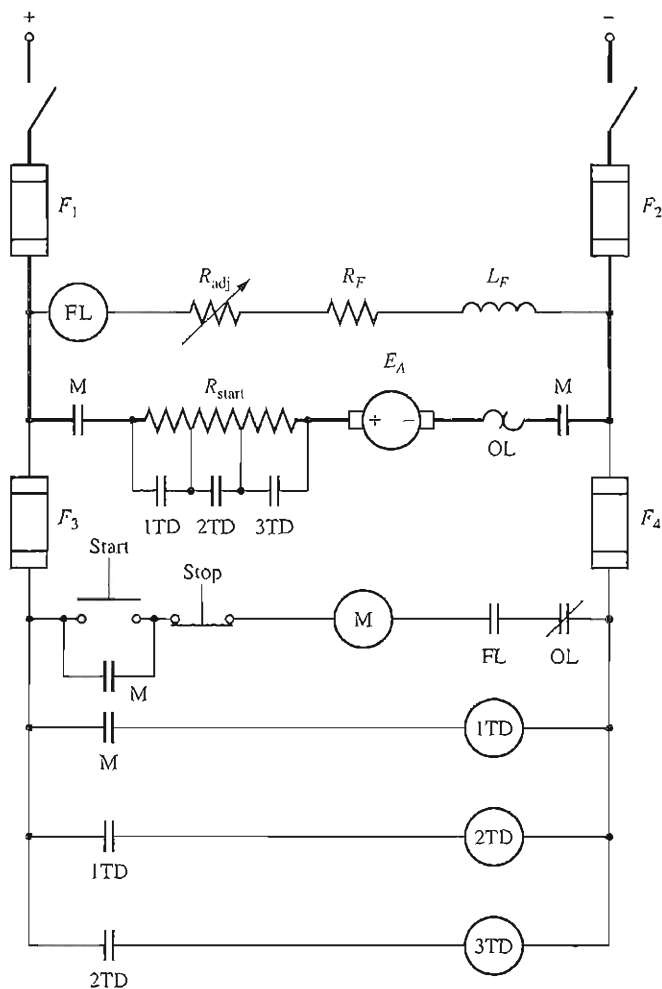 + −
F1 F2
FL Radj RF LF
M Rstart EA M
+ −
OL
1TD 2TD 3TD
F3 F4
Start
Stop
M
FL OL
M
1TD
M
2TD
1TD
3TD
2TD